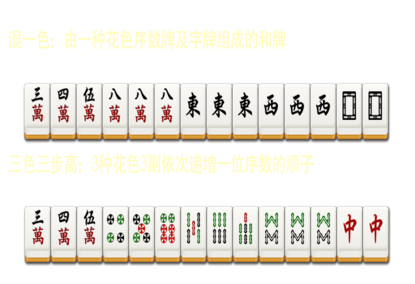 混一色：由一种花色序数牌及字牌组成的和牌
三萬 四萬 伍萬 八萬 八萬 八萬 東 東 東 西 西 西
三色三步高：3种花色3副依次递增一位序数的顺子
三萬 四萬 伍萬 中 中